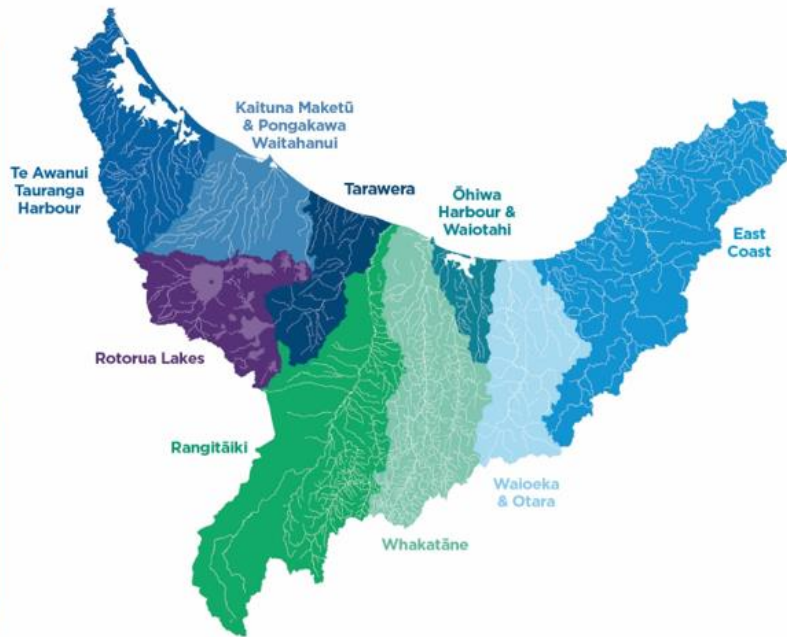 Kaituna Maketū
& Pongakawa
Waitahanui
Te Awanui
Tauranga
Harbour
Tarawera
Ōhiwa
Harbour &
Waiotahi
East
Coast
Rotorua Lakes
Rangitāiki
Waioeka
& Otara
Whakatāne